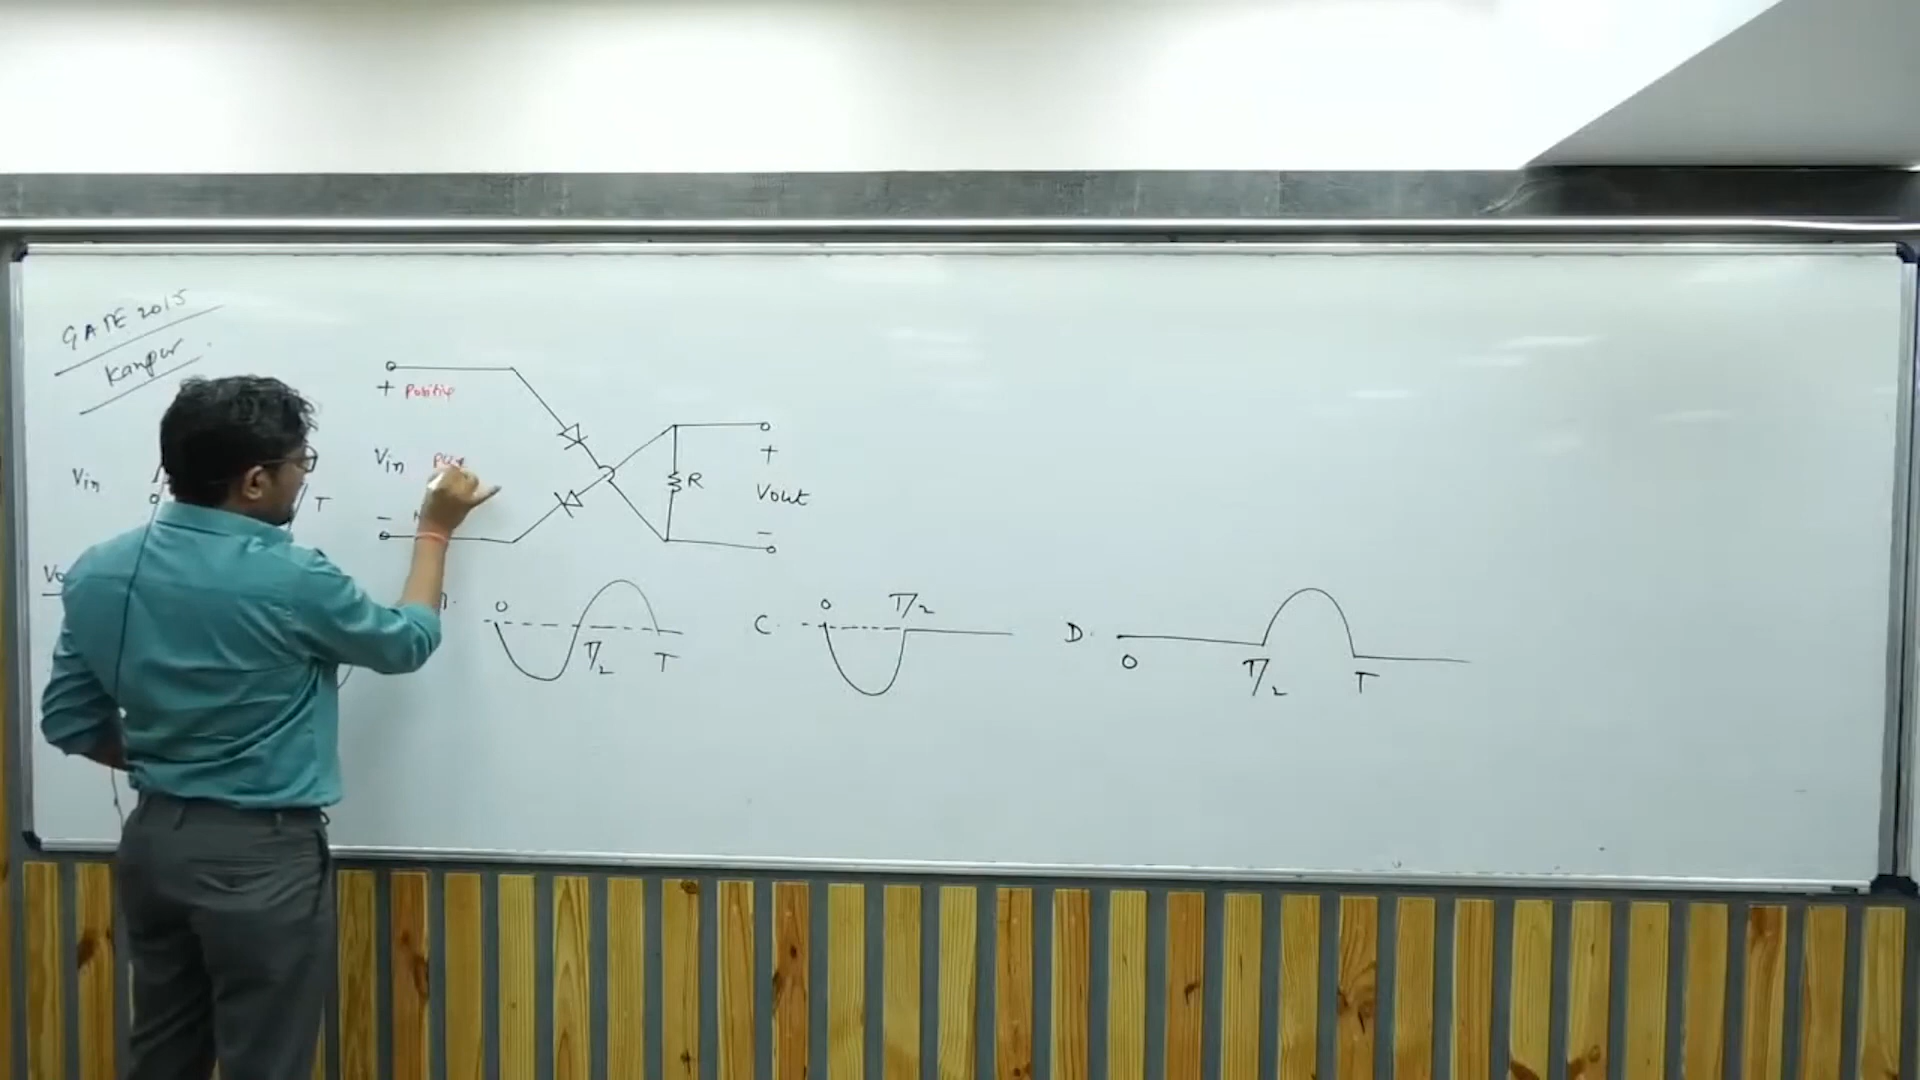 GATE 2015
Kanpur
+ Positive
Vin
Vin
T
-
R
+
Vout
-
0
T/2
T
C.
0
T/2
D.
0
T/2
T